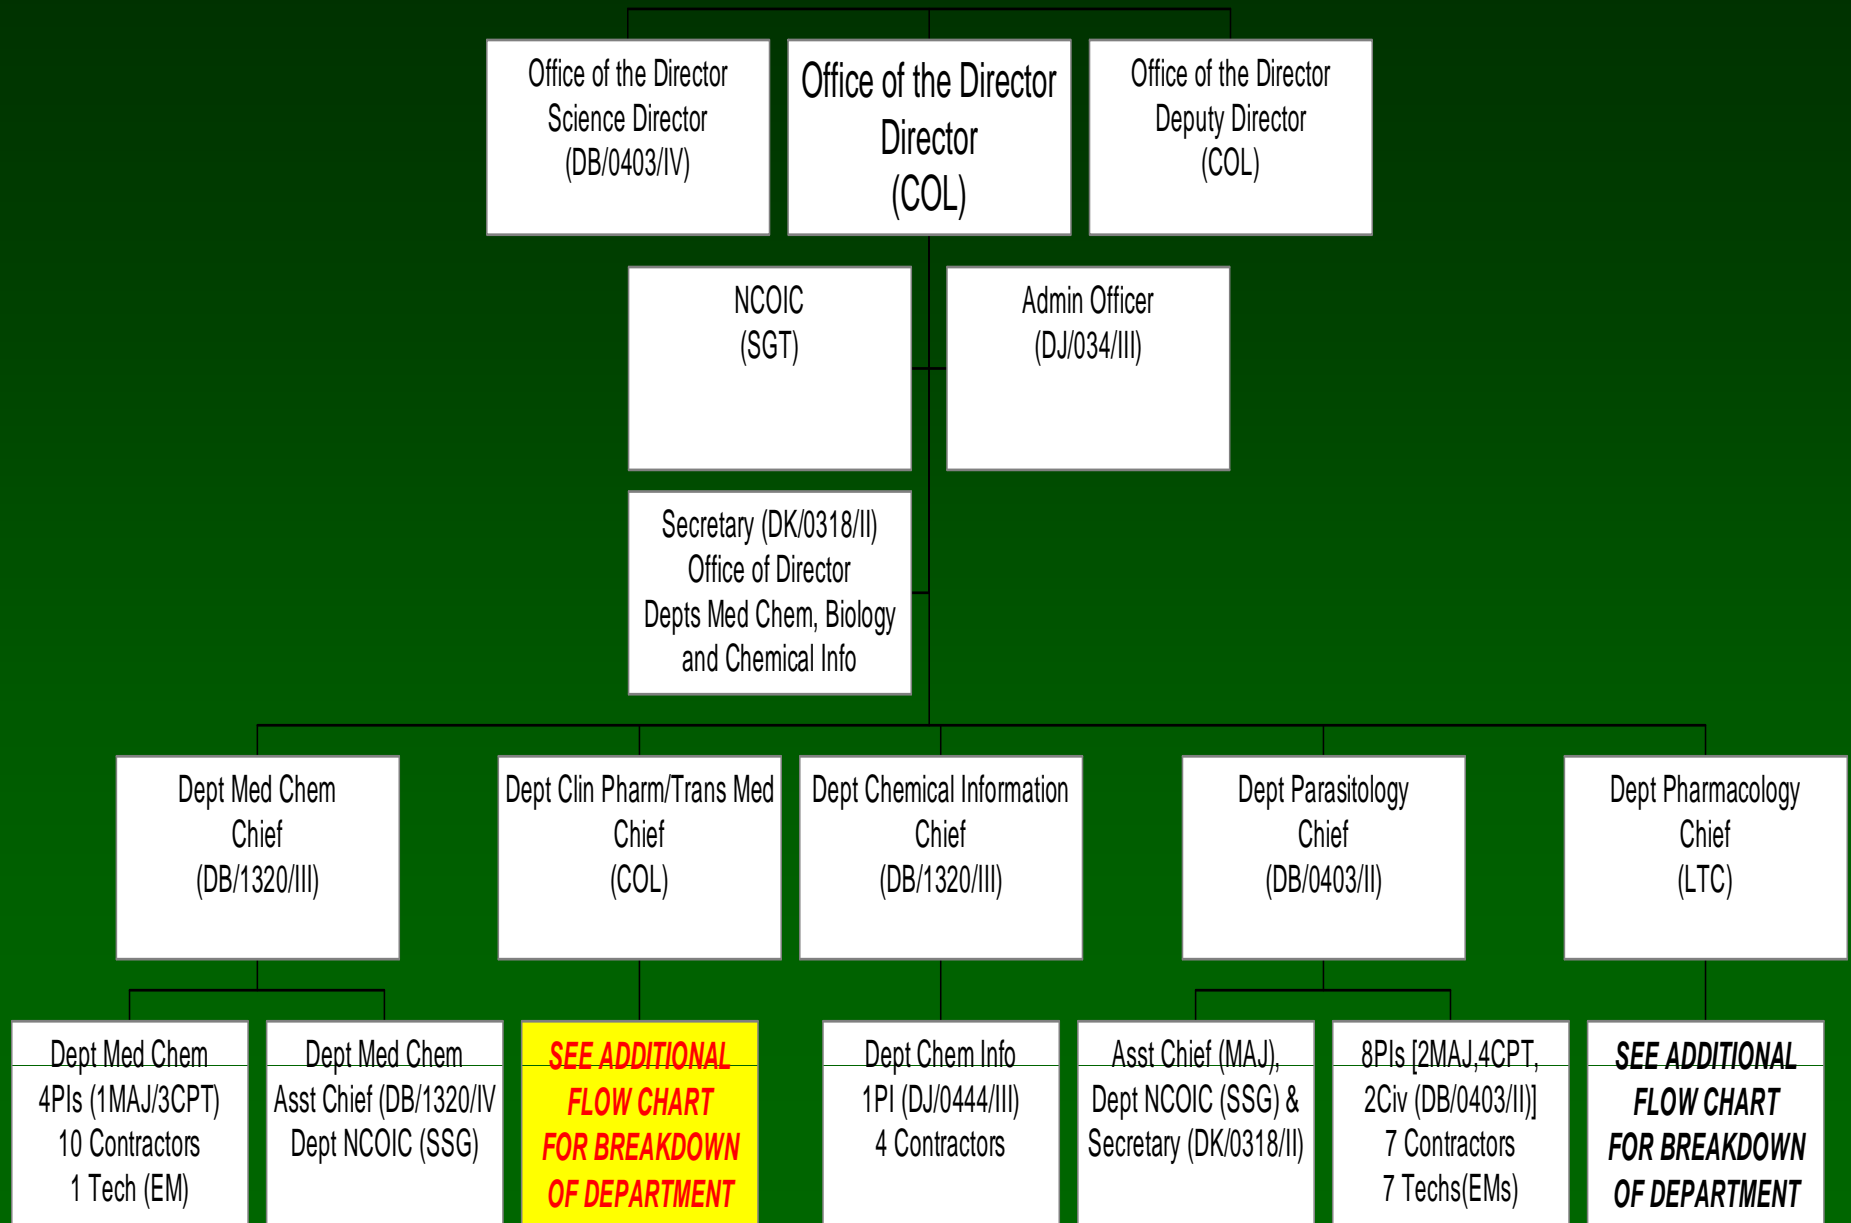 Office of the Director
Science Director
(DB/0403/IV)
Office of the Director
Director
(COL)
Office of the Director
Deputy Director
(COL)
NCOIC
(SGT)
Admin Officer
(DJ/034/III)
Secretary (DK/0318/II)
Office of Director
Depts Med Chem, Biology
and Chemical Info
Dept Med Chem
Chief
(DB/1320/III)
Dept Clin Pharm/Trans Med
Chief
(COL)
Dept Chemical Information
Chief
(DB/1320/III)
Dept Parasitology
Chief
(DB/0403/II)
Dept Pharmacology
Chief
(LTC)
Dept Med Chem
4PIs (1MAJ/3CPT)
10 Contractors
1 Tech (EM)
Dept Med Chem
Asst Chief (DB/1320/IV
Dept NCOIC (SSG)
SEE ADDITIONAL
FLOW CHART
FOR BREAKDOWN
OF DEPARTMENT
Dept Chem Info
1PI (DJ/0444/III)
4 Contractors
Asst Chief (MAJ),
Dept NCOIC (SSG) &
Secretary (DK/0318/II)
8PIs [2MAJ,4CPT,
2Civ (DB/0403/II)]
7 Contractors
7 Techs(EMs)
SEE ADDITIONAL
FLOW CHART
FOR BREAKDOWN
OF DEPARTMENT